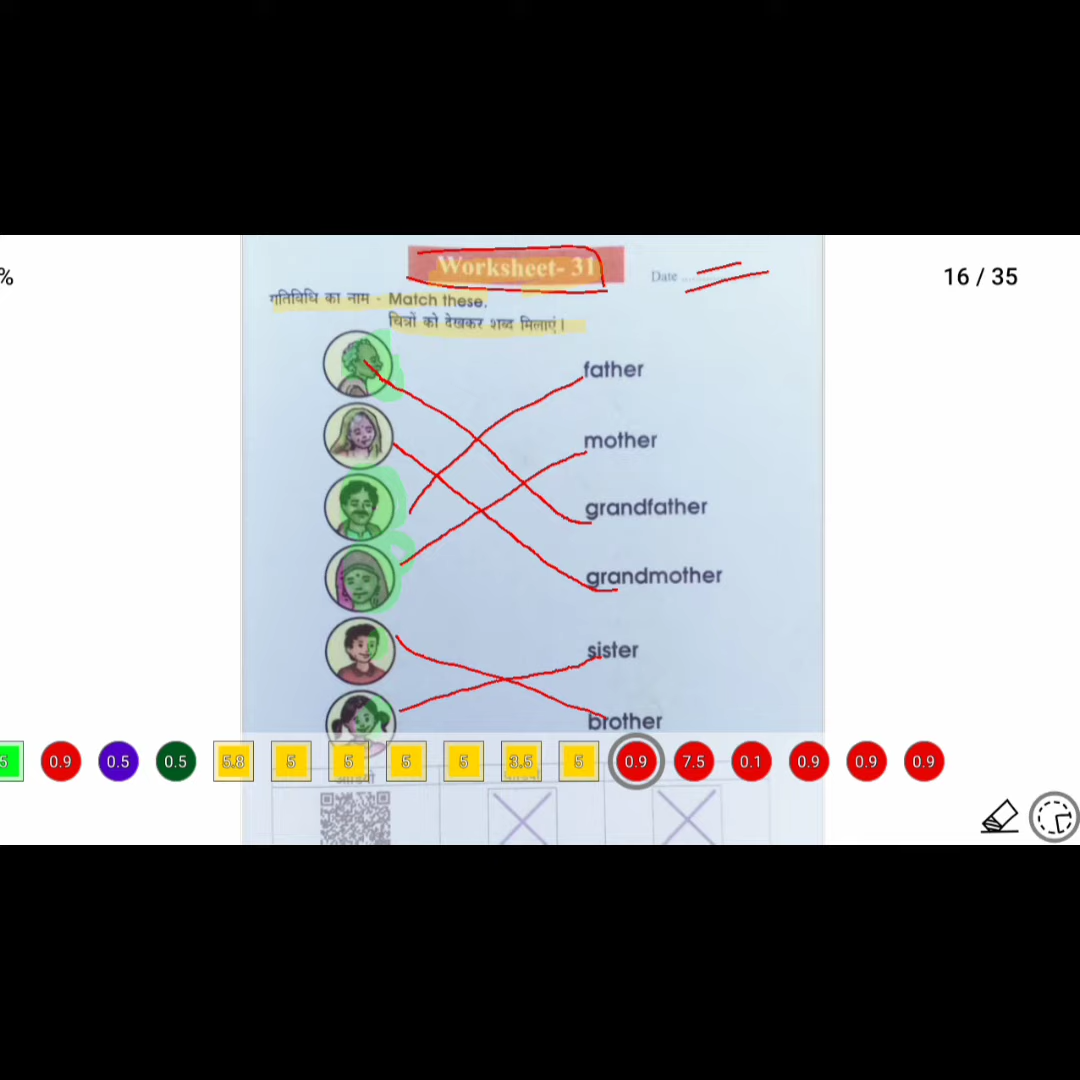 Worksheet- 31
Date
% 16 / 35
गतिविधि का नाम - Match these.
चित्रों को देखकर शब्द मिलाएं।
father
mother
grandfather
grandmother
sister
brother
5 0.9 0.5 0.5 5.8 5 5 5 5 3.5 5 0.9 7.5 0.1 0.9 0.9 0.9